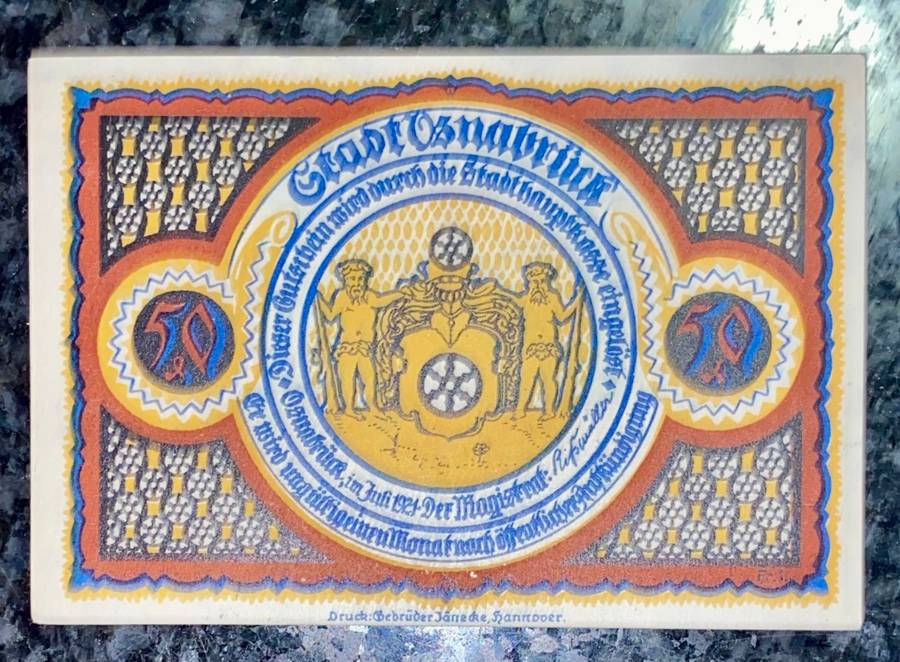 Stadt Osnabrück
Dieser Gutschein wird durch die Stadthauptkasse eingelöst.
50
50
Osnabrück, im Juli 1921. Der Magistrat. Rißmüller
Er wird ungültig einen Monat nach öffentlicher Aufkündigung
Druck: Gebrüder Jänecke, Hannover.